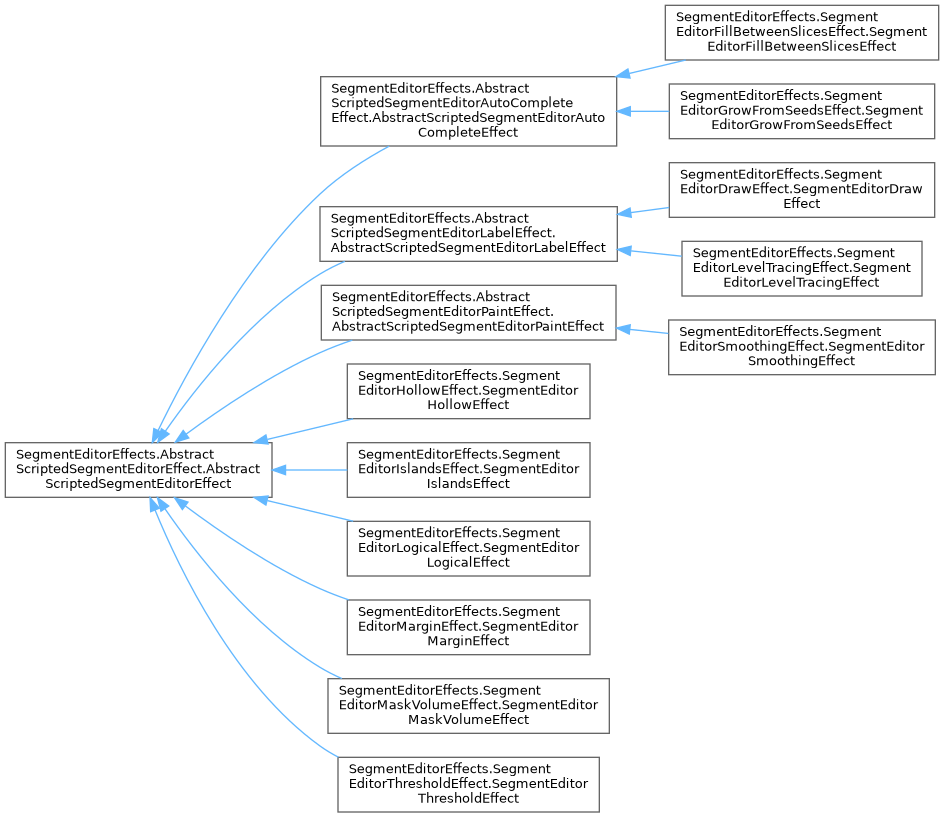 SegmentEditorEffects.Segment
EditorFillBetweenSlicesEffect.Segment
EditorFillBetweenSlicesEffect
SegmentEditorEffects.Abstract
ScriptedSegmentEditorAutoComplete
Effect.AbstractScriptedSegmentEditorAuto
CompleteEffect
SegmentEditorEffects.Segment
EditorGrowFromSeedsEffect.Segment
EditorGrowFromSeedsEffect
SegmentEditorEffects.Segment
EditorDrawEffect.SegmentEditorDraw
Effect
SegmentEditorEffects.Abstract
ScriptedSegmentEditorLabelEffect.
AbstractScriptedSegmentEditorLabelEffect
SegmentEditorEffects.Segment
EditorLevelTracingEffect.Segment
EditorLevelTracingEffect
SegmentEditorEffects.Abstract
ScriptedSegmentEditorPaintEffect.
AbstractScriptedSegmentEditorPaintEffect
SegmentEditorEffects.Segment
EditorSmoothingEffect.SegmentEditor
SmoothingEffect
SegmentEditorEffects.Segment
EditorHollowEffect.SegmentEditor
HollowEffect
SegmentEditorEffects.Abstract
ScriptedSegmentEditorEffect.Abstract
ScriptedSegmentEditorEffect
SegmentEditorEffects.Segment
EditorIslandsEffect.SegmentEditor
IslandsEffect
SegmentEditorEffects.Segment
EditorLogicalEffect.SegmentEditor
LogicalEffect
SegmentEditorEffects.Segment
EditorMarginEffect.SegmentEditor
MarginEffect
SegmentEditorEffects.Segment
EditorMaskVolumeEffect.SegmentEditor
MaskVolumeEffect
SegmentEditorEffects.Segment
EditorThresholdEffect.SegmentEditor
ThresholdEffect